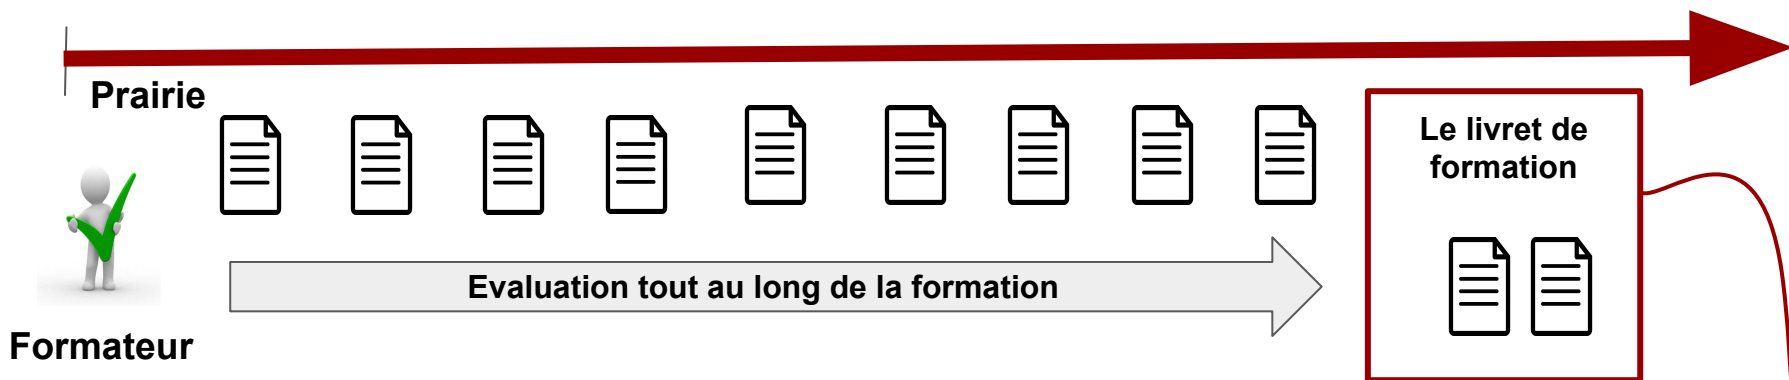 Prairie
Le livret de
formation
Evaluation tout au long de la formation
Formateur